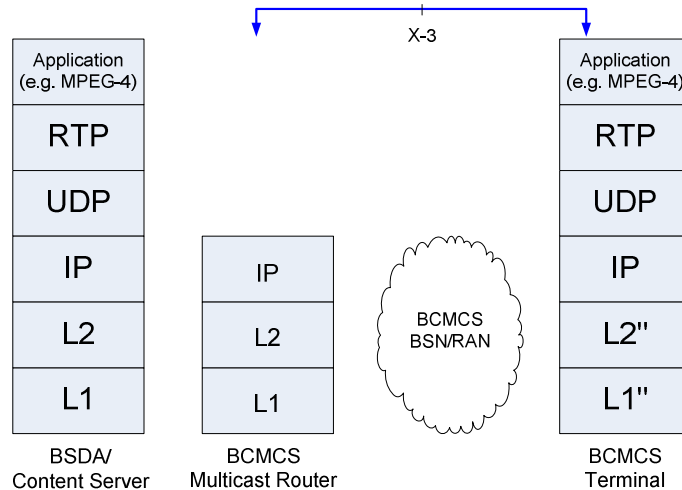 X-3
Application
(e.g. MPEG-4)
RTP
UDP
IP
L2
L1
BSDA/
Content Server
IP
L2
L1
BCMCS
Multicast Router
BCMCS
BSN/RAN
Application
(e.g. MPEG-4)
RTP
UDP
IP
L2"
L1"
BCMCS
Terminal